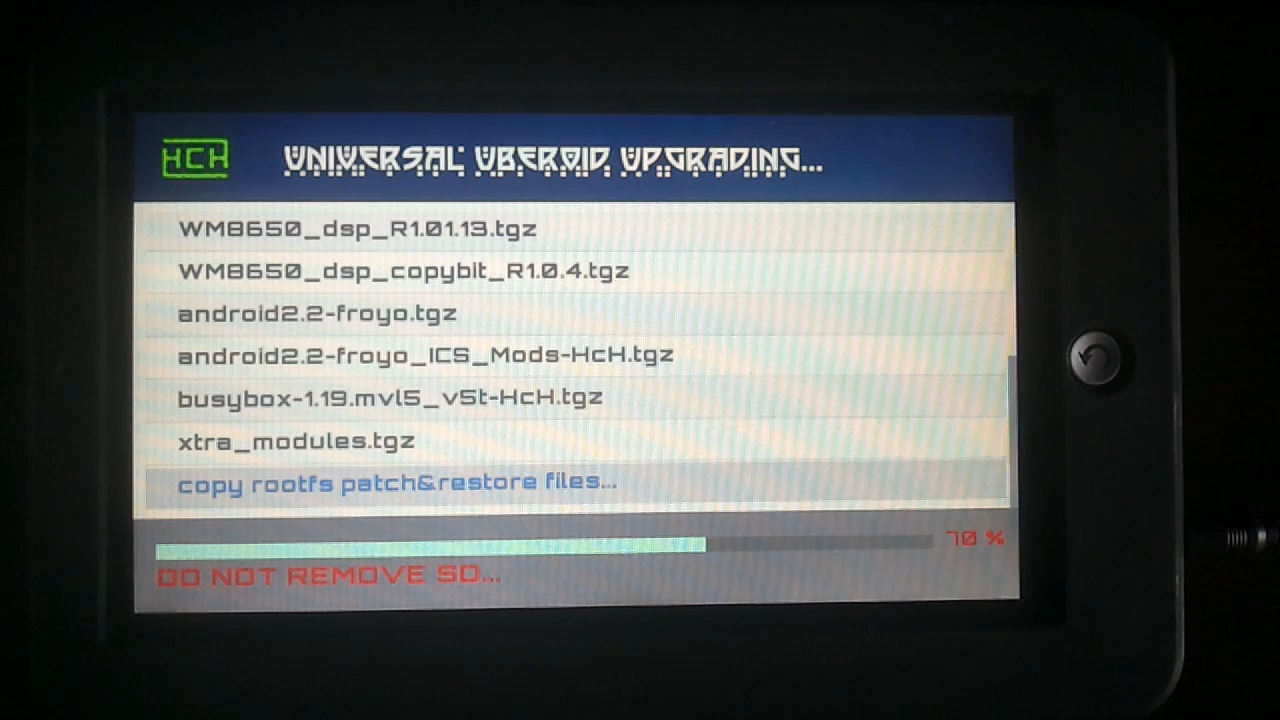 HCH
UNIVERSAL UBEROID UPGRADING...
WM8650_dsp_R1.01.13.tgz
WM8650_dsp_copybit_R1.0.4.tgz
android2.2-froyo.tgz
android2.2-froyo_ICS_Mods-HcH.tgz
busybox-1.19.mvl5_v5t-HcH.tgz
xtra_modules.tgz
copy rootfs patch&restore files...
70 %
DO NOT REMOVE SD...